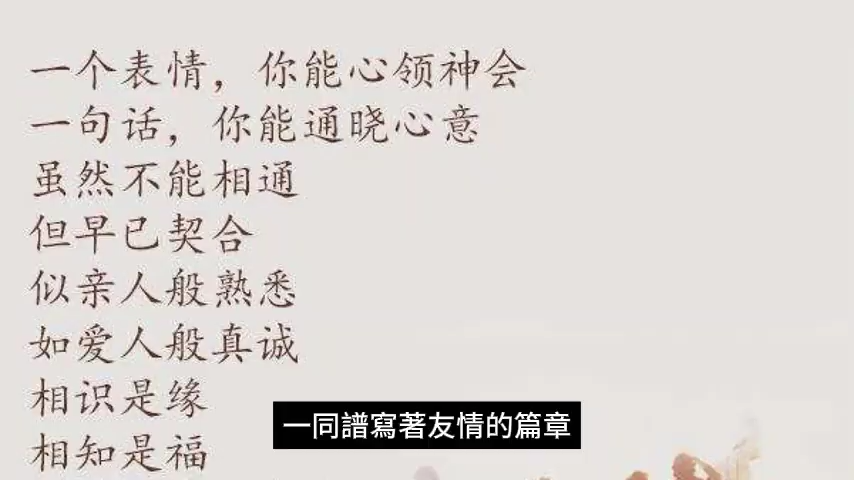 一个表情，你能心领神会
一句话，你能通晓心意
虽然不能相通
但早已契合
似亲人般熟悉
如爱人般真诚
相识是缘
相知是福
一同譜寫著友情的篇章